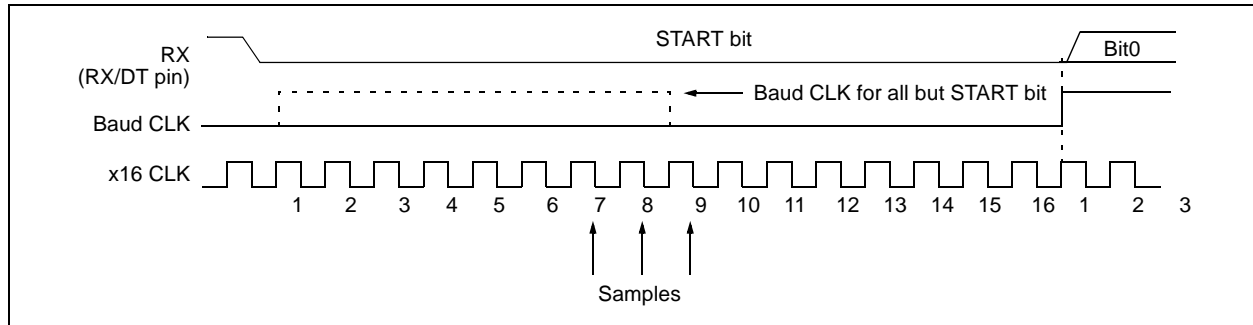 START bit
RX
(RX/DT pin)
Bit0
Baud CLK for all but START bit
Baud CLK
x16 CLK
1 2 3 4 5 6 7 8 9 10 11 12 13 14 15 16 1 2 3
Samples